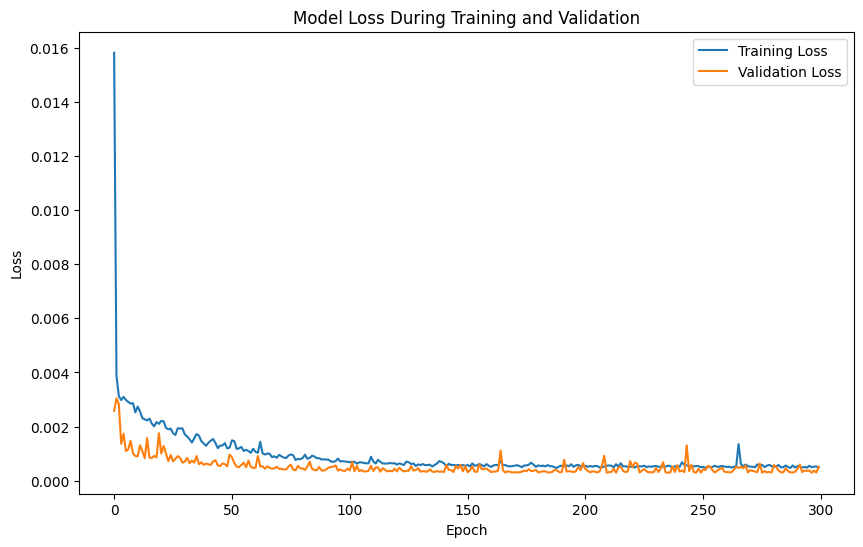 Model Loss During Training and Validation
Training Loss
Validation Loss
0.016
0.014
0.012
0.010
0.008
0.006
0.004
0.002
0.000
Loss
0 50 100 150 200 250 300
Epoch